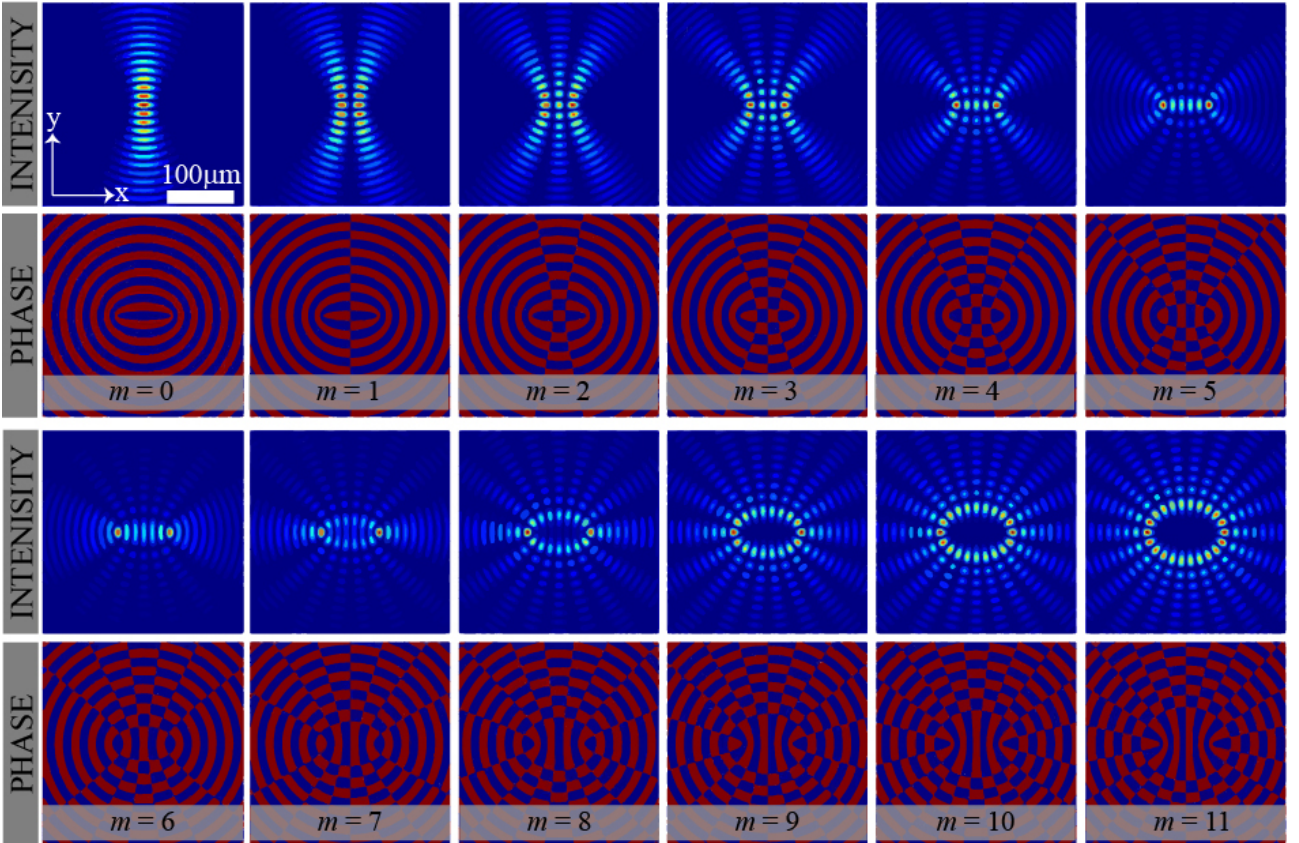 INTENISITY
y
x
100μm
PHASE
m = 0
m = 1
m = 2
m = 3
m = 4
m = 5
INTENISITY
PHASE
m = 6
m = 7
m = 8
m = 9
m = 10
m = 11